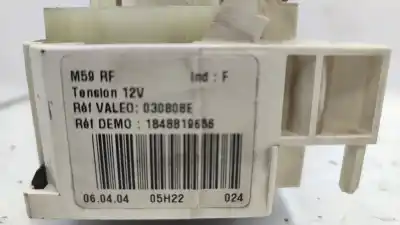 M59 RF Ind : F
Tension 12V
Réf VALEO: 030808E
Réf DEMO : 1848819656
06.04.04 05H22 024